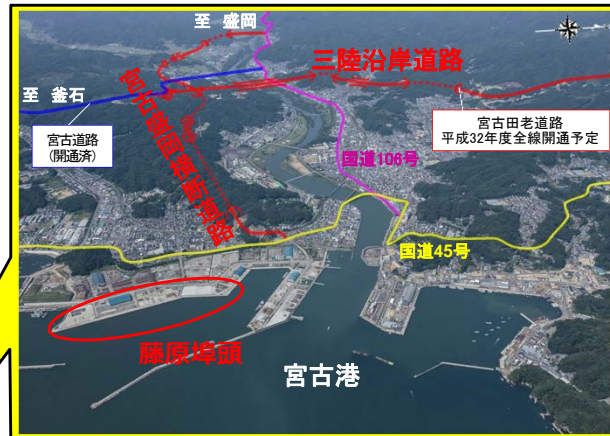 至 盛岡
三陸沿岸道路
至 釜石
宮古盛岡横断道路
宮古道路
(開通済)
宮古田老道路
平成32年度全線開通予定
国道106号
国道45号
藤原埠頭
宮古港